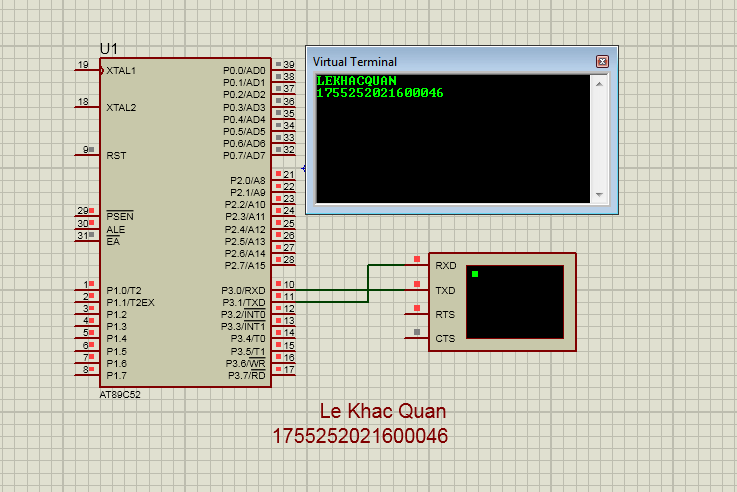 U1
19 XTAL1
18 XTAL2
9 RST
29 PSEN
30 ALE
31 EA
1 P1.0/T2
2 P1.1/T2EX
3 P1.2
4 P1.3
5 P1.4
6 P1.5
7 P1.6
8 P1.7
P0.0/AD0 39
P0.1/AD1 38
P0.2/AD2 37
P0.3/AD3 36
P0.4/AD4 35
P0.5/AD5 34
P0.6/AD6 33
P0.7/AD7 32
P2.0/A8 21
P2.1/A9 22
P2.2/A10 23
P2.3/A11 24
P2.4/A12 25
P2.5/A13 26
P2.6/A14 27
P2.7/A15 28
P3.0/RXD 10
P3.1/TXD 11
P3.2/INT0 12
P3.3/INT1 13
P3.4/T0 14
P3.5/T1 15
P3.6/WR 16
P3.7/RD 17
AT89C52
Virtual Terminal
LEKHACQUAN
1755252021600046
RXD
TXD
RTS
CTS
Le Khac Quan
1755252021600046